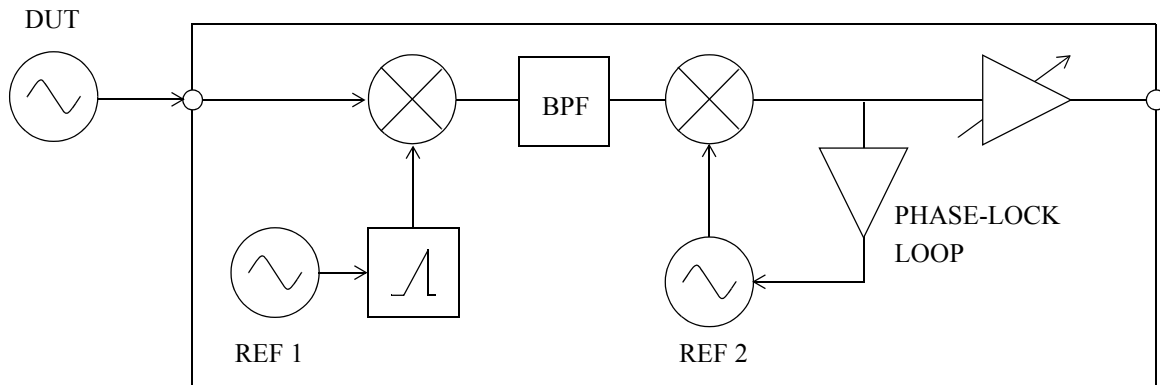 DUT
BPF
PHASE-LOCK
LOOP
REF 1
REF 2